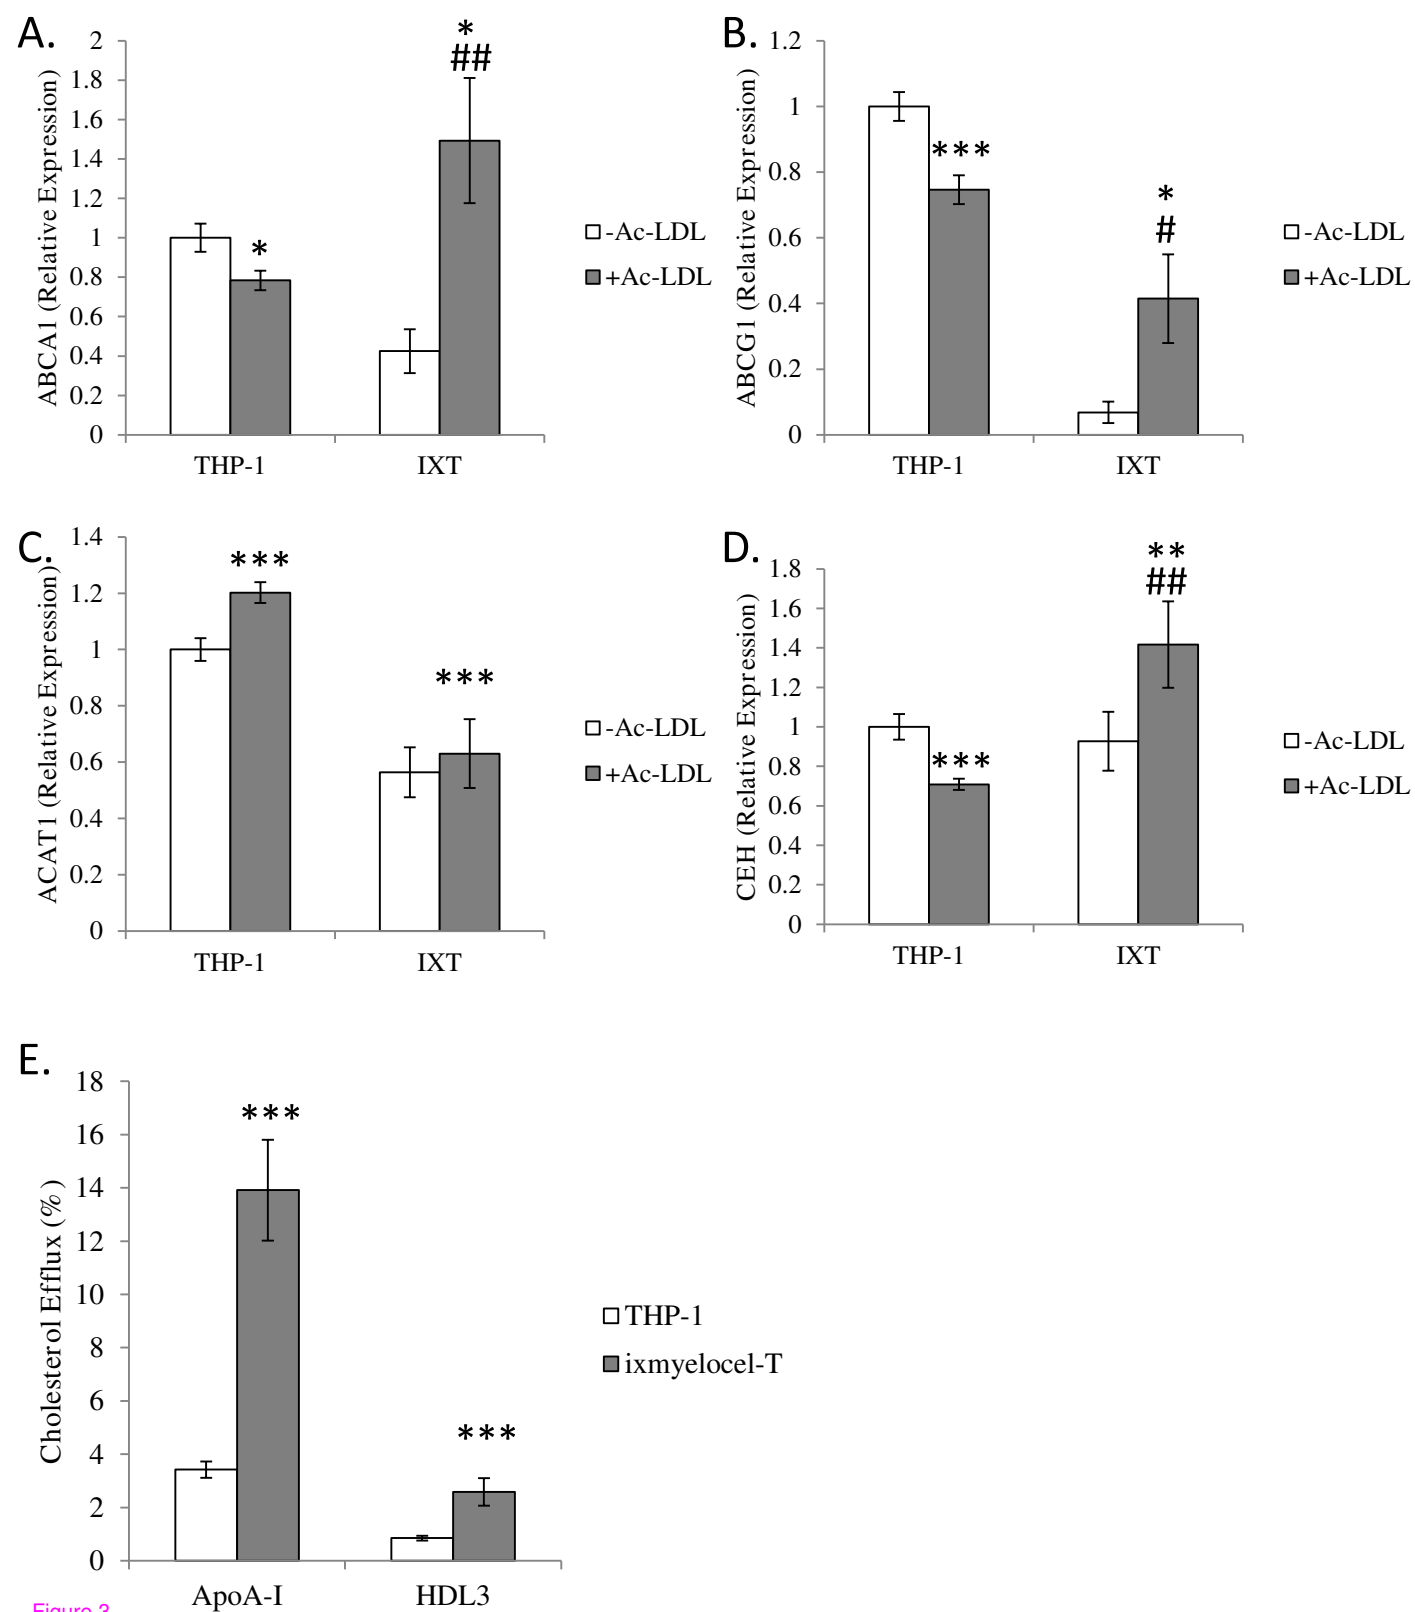 A.
ABCA1 (Relative Expression)
2
1.8
1.6
1.4
1.2
1
0.8
0.6
0.4
0.2
0
*
*
##
THP-1
IXT
-Ac-LDL
+Ac-LDL
B.
ABCG1 (Relative Expression)
1.2
1
0.8
0.6
0.4
0.2
0
***
*
#
THP-1
IXT
-Ac-LDL
+Ac-LDL
C.
ACAT1 (Relative Expression)
1.4
1.2
1
0.8
0.6
0.4
0.2
0
***
***
THP-1
IXT
-Ac-LDL
+Ac-LDL
D.
CEH (Relative Expression)
1.8
1.6
1.4
1.2
1
0.8
0.6
0.4
0.2
0
***
**
##
THP-1
IXT
-Ac-LDL
+Ac-LDL
E.
Cholesterol Efflux (%)
18
16
14
12
10
8
6
4
2
0
***
***
ApoA-I
HDL3
THP-1
ixmyelocel-T
Figure 3